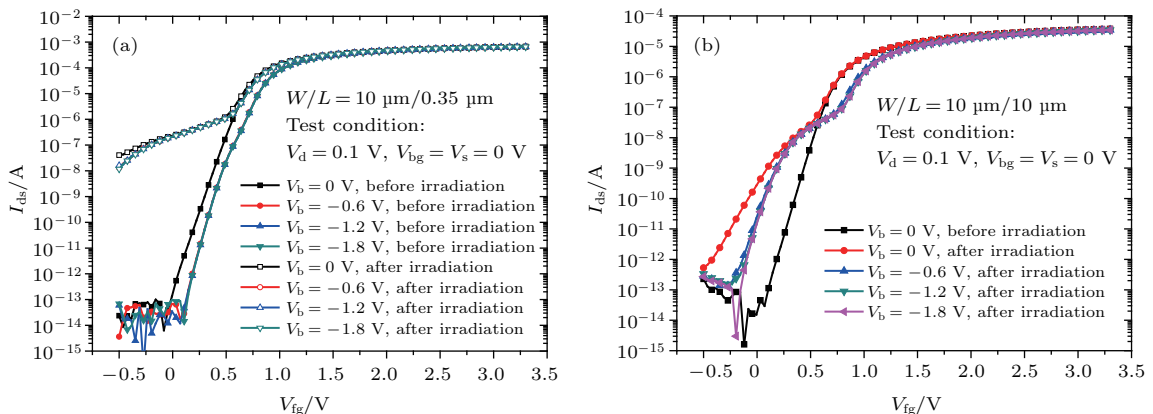 (a)
10⁻³
10⁻⁴
10⁻⁵
10⁻⁶
10⁻⁷
10⁻⁸
10⁻⁹
10⁻¹⁰
10⁻¹¹
10⁻¹²
10⁻¹³
10⁻¹⁴
10⁻¹⁵
10⁻²
I_ds/A
W/L = 10 μm/0.35 μm
Test condition:
V_d = 0.1 V, V_bg = V_s = 0 V
V_b = 0 V, before irradiation
V_b = −0.6 V, before irradiation
V_b = −1.2 V, before irradiation
V_b = −1.8 V, before irradiation
V_b = 0 V, after irradiation
V_b = −0.6 V, after irradiation
V_b = −1.2 V, after irradiation
V_b = −1.8 V, after irradiation
−0.5 0 0.5 1.0 1.5 2.0 2.5 3.0 3.5
V_fg/V
(b)
10⁻⁴
10⁻⁵
10⁻⁶
10⁻⁷
10⁻⁸
10⁻⁹
10⁻¹⁰
10⁻¹¹
10⁻¹²
10⁻¹³
10⁻¹⁴
10⁻¹⁵
I_ds/A
W/L = 10 μm/10 μm
Test condition:
V_d = 0.1 V, V_bg = V_s = 0 V
V_b = 0 V, before irradiation
V_b = 0 V, after irradiation
V_b = −0.6 V, after irradiation
V_b = −1.2 V, after irradiation
V_b = −1.8 V, after irradiation
−0.5 0 0.5 1.0 1.5 2.0 2.5 3.0 3.5
V_fg/V